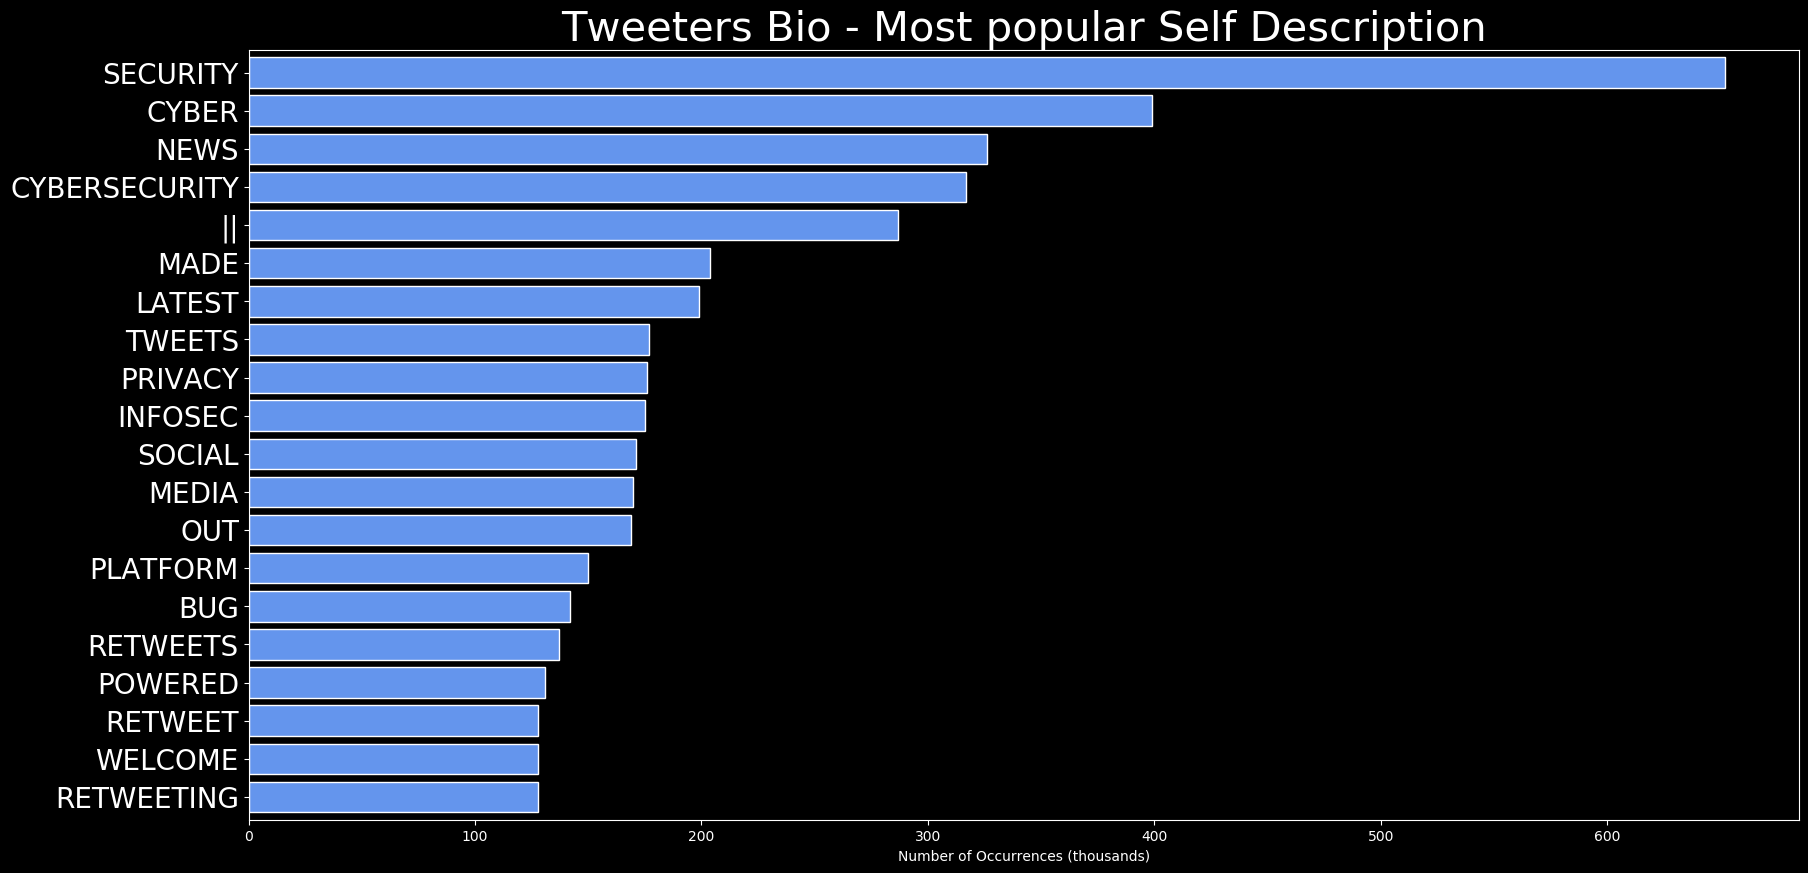 Tweeters Bio - Most popular Self Description
SECURITY
CYBER
NEWS
CYBERSECURITY
||
MADE
LATEST
TWEETS
PRIVACY
INFOSEC
SOCIAL
MEDIA
OUT
PLATFORM
BUG
RETWEETS
POWERED
RETWEET
WELCOME
RETWEETING
0 100 200 300 400 500 600
Number of Occurrences (thousands)